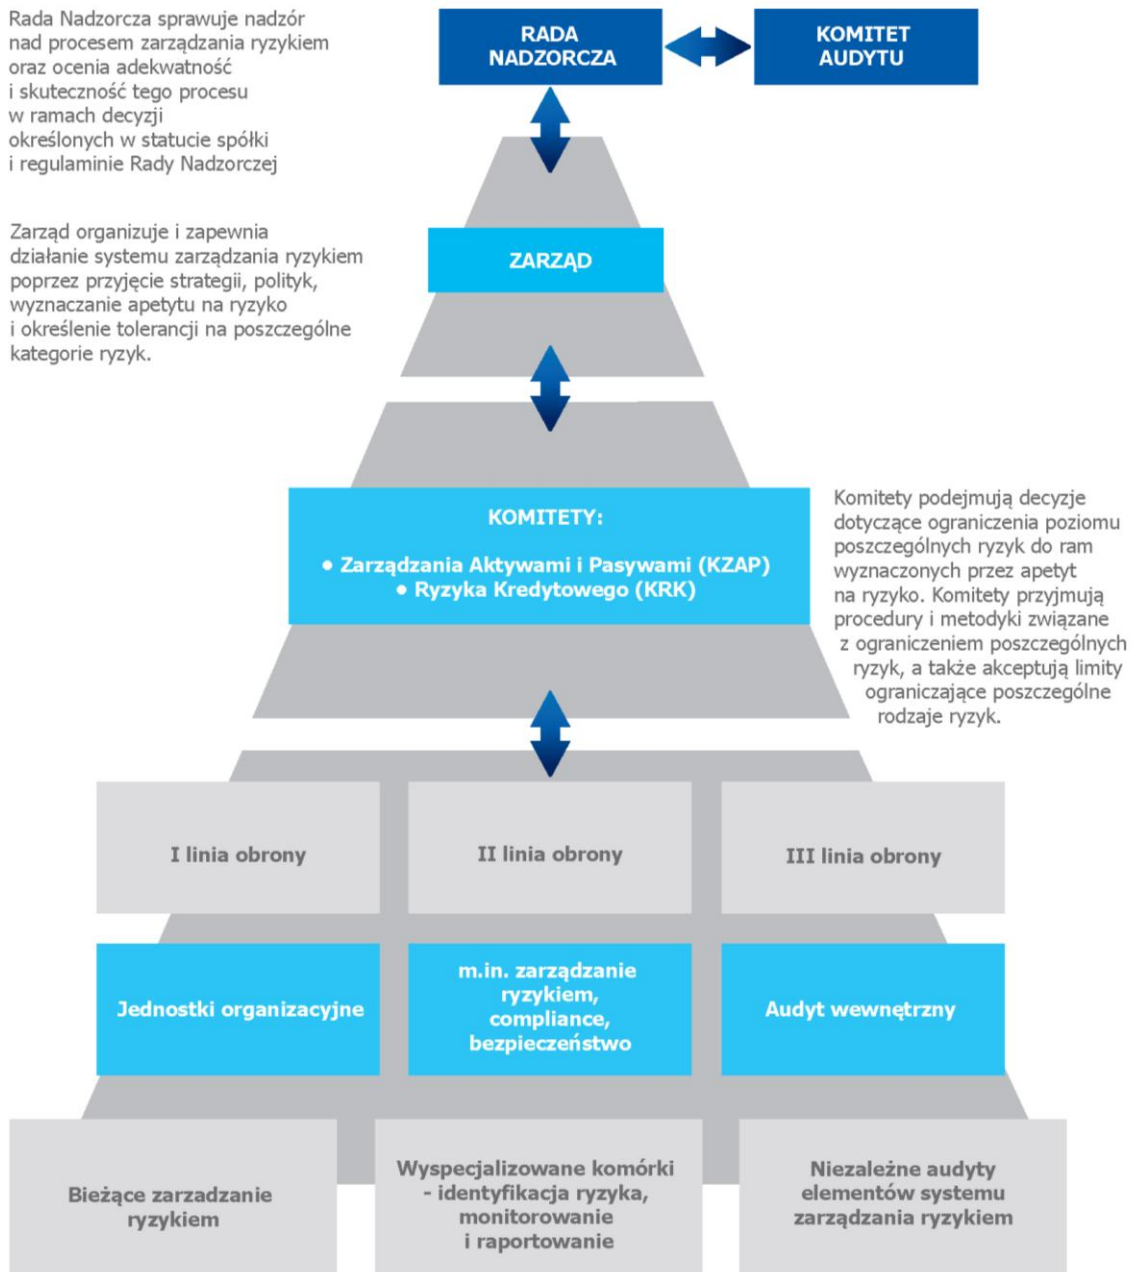 Rada Nadzorcza sprawuje nadzór
nad procesem zarządzania ryzykiem
oraz ocenia adekwatność
i skuteczność tego procesu
w ramach decyzji
określonych w statucie spółki
i regulaminie Rady Nadzorczej
RADA
NADZORCZA
KOMITET
AUDYTU
Zarząd organizuje i zapewnia
działanie systemu zarządzania ryzykiem
poprzez przyjęcie strategii, polityk,
wyznaczanie apetytu na ryzyko
i określenie tolerancji na poszczególne
kategorie ryzyk.
ZARZĄD
KOMITETY:
● Zarządzania Aktywami i Pasywami (KZAP)
● Ryzyka Kredytowego (KRK)
Komitety podejmują decyzje
dotyczące ograniczenia poziomu
poszczególnych ryzyk do ram
wyznaczonych przez apetyt
na ryzyko. Komitety przyjmują
procedury i metodyki związane
z ograniczeniem poszczególnych
ryzyk, a także akceptują limity
ograniczające poszczególne
rodzaje ryzyk.
I linia obrony
II linia obrony
III linia obrony
Jednostki organizacyjne
m.in. zarządzanie
ryzykiem,
compliance,
bezpieczeństwo
Audyt wewnętrzny
Bieżące zarzadzanie
ryzykiem
Wyspecjalizowane komórki
- identyfikacja ryzyka,
monitorowanie
i raportowanie
Niezależne audyty
elementów systemu
zarządzania ryzykiem